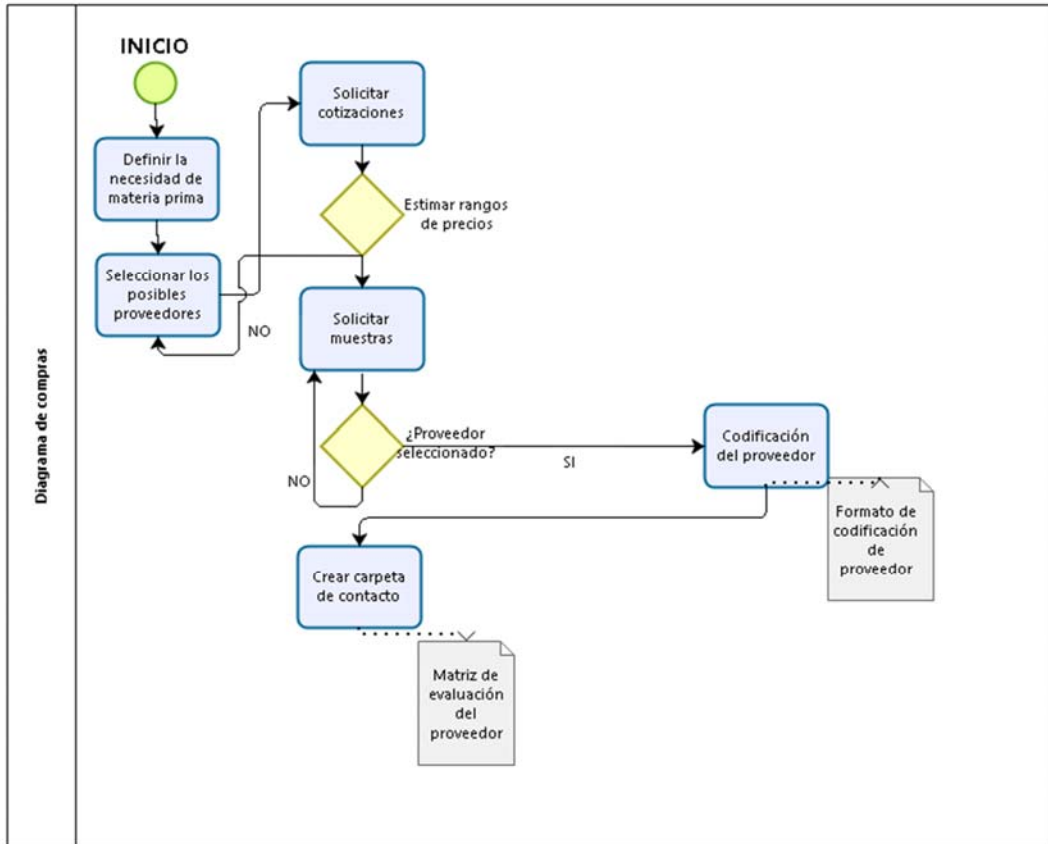 Diagrama de compras
INICIO
Definir la
necesidad de
materia prima
Seleccionar los
posibles
proveedores
Solicitar
cotizaciones
Estimar rangos
de precios
NO
Solicitar
muestras
¿Proveedor
seleccionado?
NO
SI
Codificación
del proveedor
Formato de
codificación
de
proveedor
Crear carpeta
de contacto
Matriz de
evaluación
del
proveedor